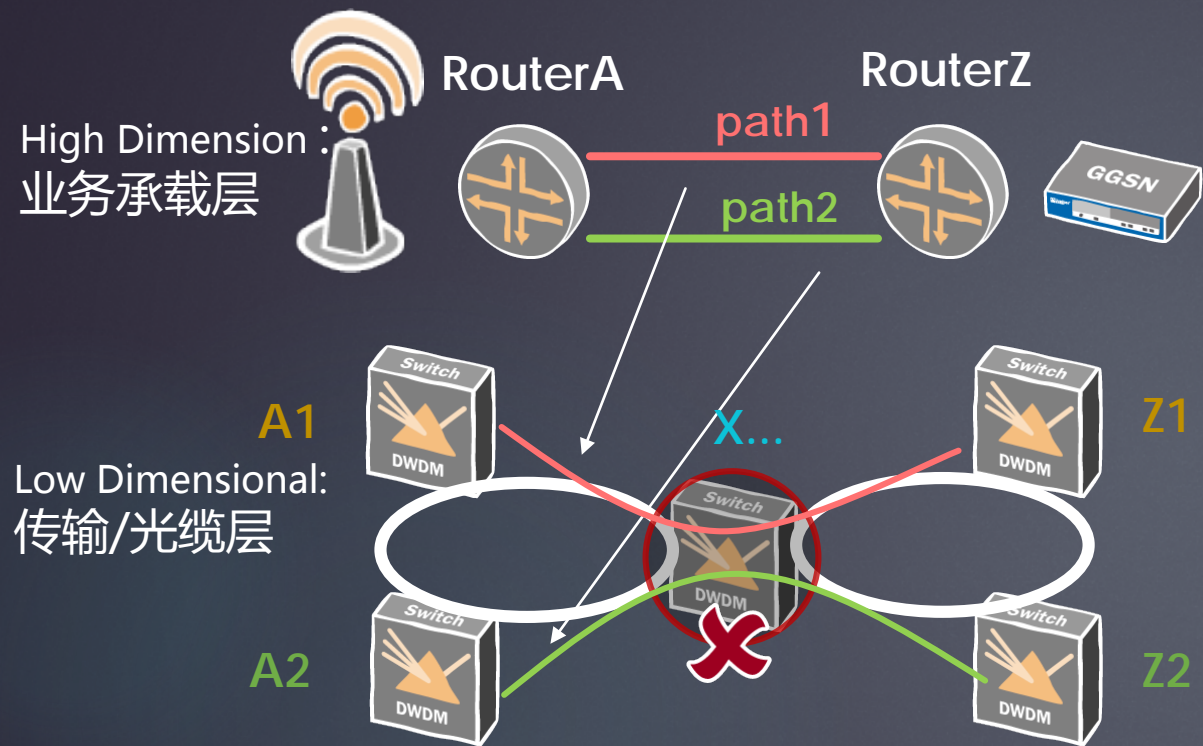 RouterA
RouterZ
High Dimension :
业务承载层
path1
path2
GGSN
Switch
Switch
A1
X...
Z1
DWDM
DWDM
Low Dimensional:
传输/光缆层
Switch
DWDM
Switch
Switch
A2
Z2
DWDM
DWDM